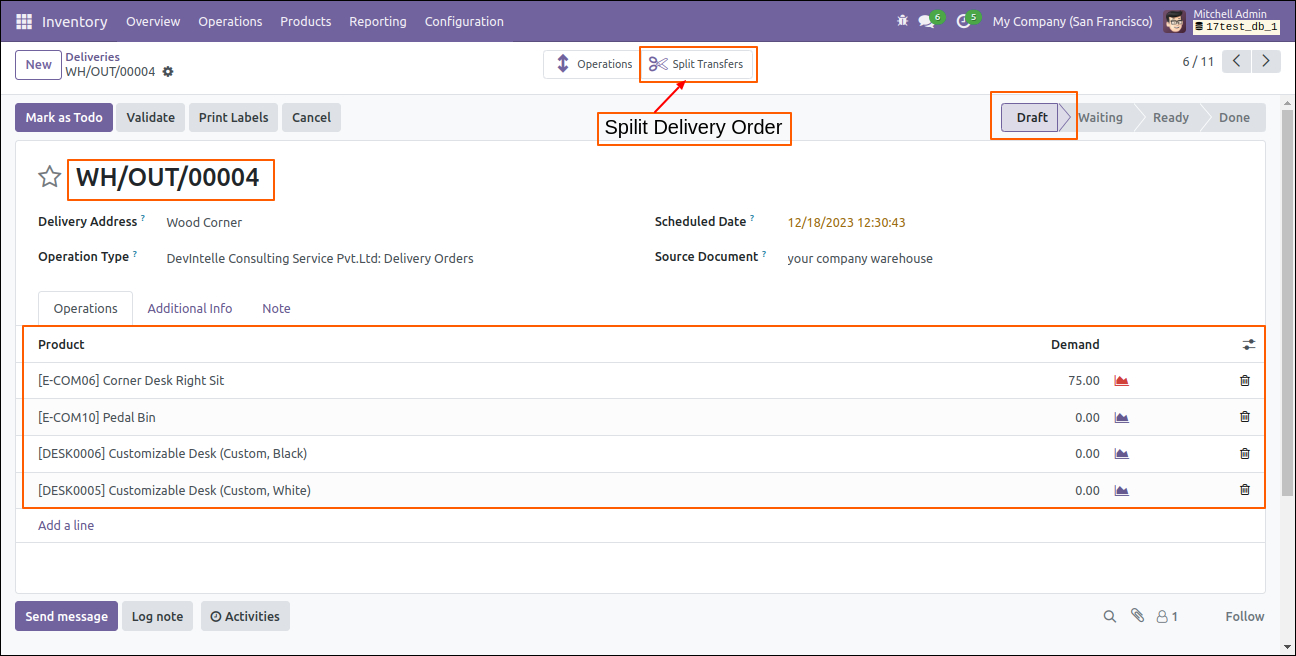 Inventory Overview Operations Products Reporting Configuration 6 5 My Company (San Francisco) Mitchell Admin
17test_db_1
New Deliveries
WH/OUT/00004
Operations Split Transfers 6 / 11
Mark as Todo Validate Print Labels Cancel
Spilit Delivery Order
Draft Waiting Ready Done
WH/OUT/00004
Delivery Address ? Wood Corner Scheduled Date ? 12/18/2023 12:30:43
Operation Type ? DevIntelle Consulting Service Pvt.Ltd: Delivery Orders Source Document ? your company warehouse
Operations Additional Info Note
Product Demand
[E-COM06] Corner Desk Right Sit 75.00
[E-COM10] Pedal Bin 0.00
[DESK0006] Customizable Desk (Custom, Black) 0.00
[DESK0005] Customizable Desk (Custom, White) 0.00
Add a line
Send message Log note Activities 1 Follow